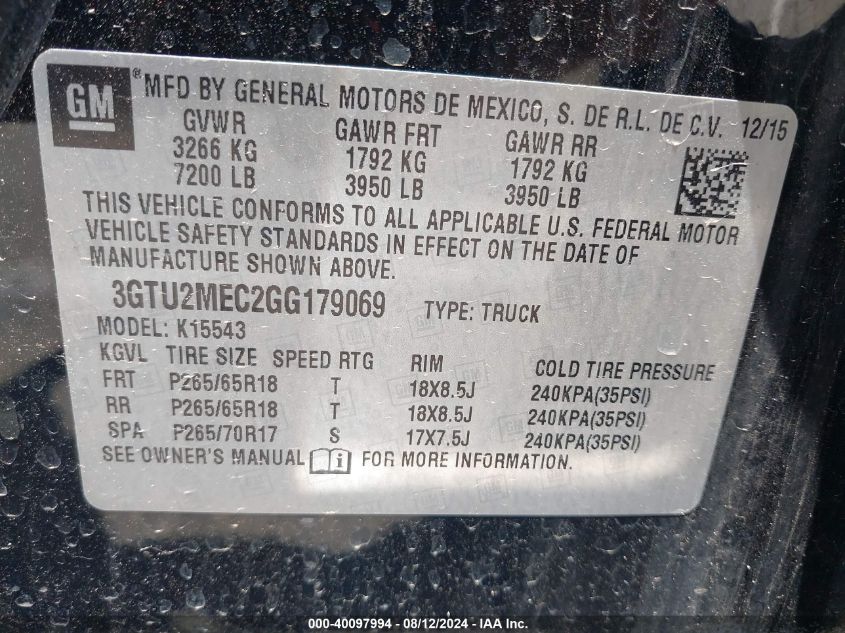 GM ® MFD BY GENERAL MOTORS DE MEXICO, S. DE R.L. DE C.V. 12/15
GVWR GAWR FRT GAWR RR
3266 KG 1792 KG 1792 KG
7200 LB 3950 LB 3950 LB
THIS VEHICLE CONFORMS TO ALL APPLICABLE U.S. FEDERAL MOTOR
VEHICLE SAFETY STANDARDS IN EFFECT ON THE DATE OF
MANUFACTURE SHOWN ABOVE.
3GTU2MEC2GG179069 TYPE: TRUCK
MODEL: K15543
KGVL TIRE SIZE SPEED RTG RIM COLD TIRE PRESSURE
FRT P265/65R18 T 18X8.5J 240KPA(35PSI)
RR P265/65R18 T 18X8.5J 240KPA(35PSI)
SPA P265/70R17 S 17X7.5J 240KPA(35PSI)
SEE OWNER'S MANUAL i FOR MORE INFORMATION.
000-40097994 - 08/12/2024 - IAAI Inc.